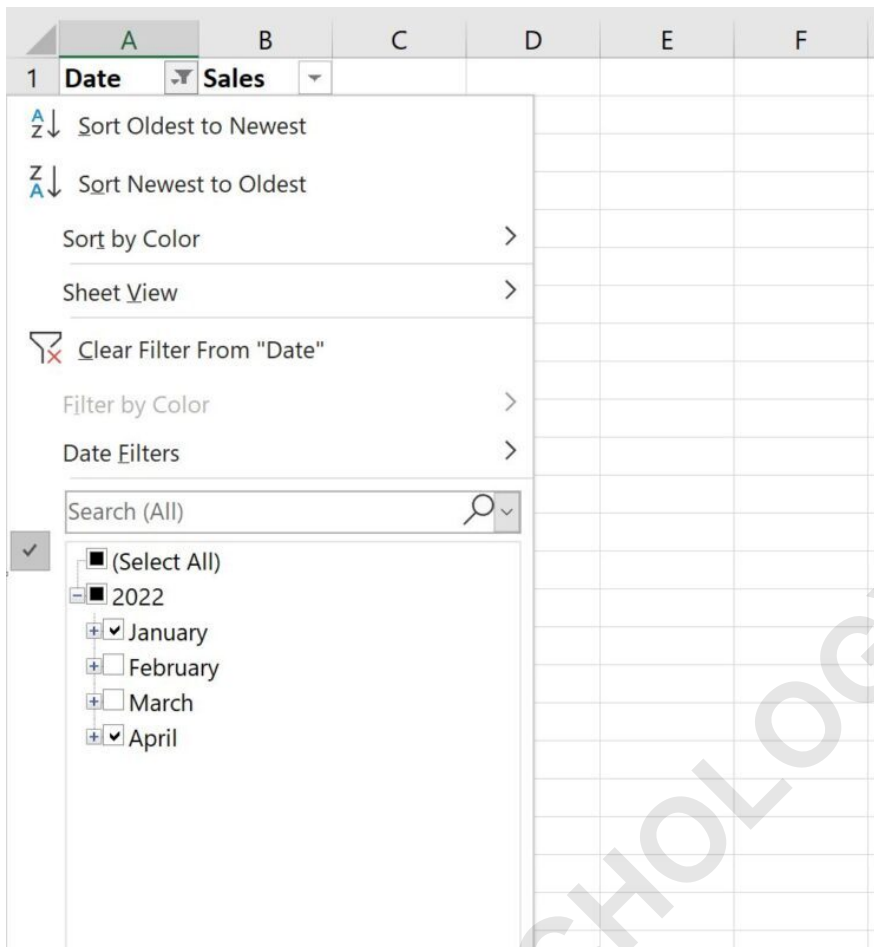 A B C D E F
1 Date Sales
Sort Oldest to Newest
Sort Newest to Oldest
Sort by Color
Sheet View
Clear Filter From "Date"
Filter by Color
Date Filters
Search (All)
(Select All)
2022
January
February
March
April